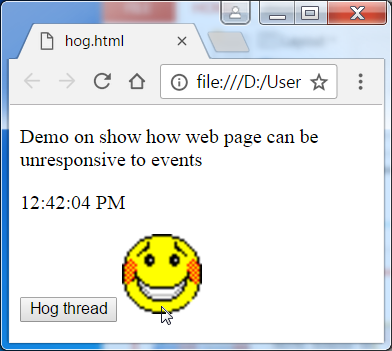 hog.html
file:///D:/User
Demo on show how web page can be
unresponsive to events
12:42:04 PM
Hog thread